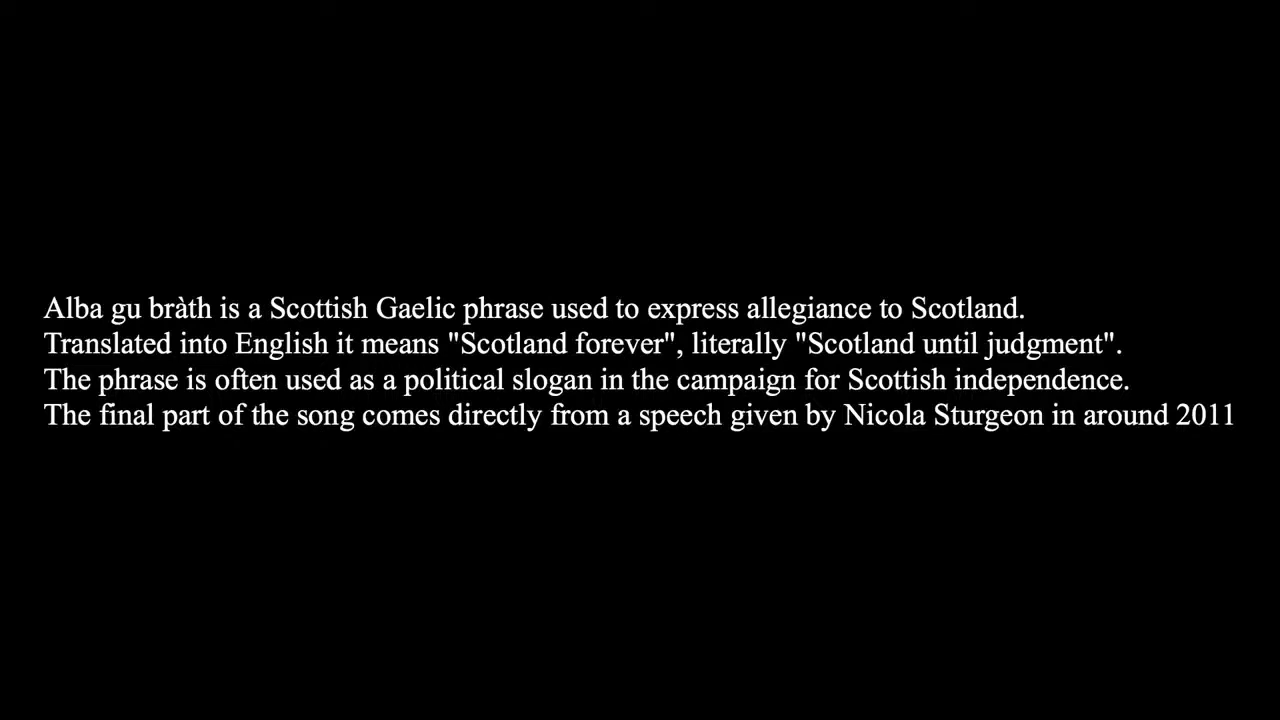 Alba gu bràth is a Scottish Gaelic phrase used to express allegiance to Scotland.
Translated into English it means "Scotland forever", literally "Scotland until judgment".
The phrase is often used as a political slogan in the campaign for Scottish independence.
The final part of the song comes directly from a speech given by Nicola Sturgeon in around 2011